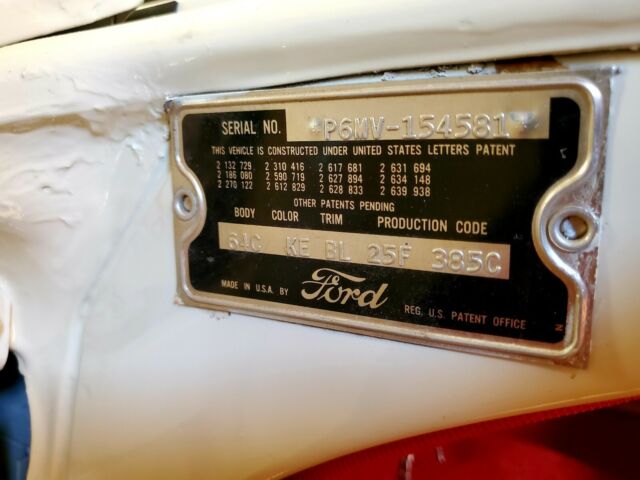 SERIAL NO. *P6MV-154581*
THIS VEHICLE IS CONSTRUCTED UNDER UNITED STATES LETTERS PATENT
2 132 729 2 310 416 2 617 681 2 631 694
2 186 080 2 590 719 2 627 894 2 634 148
2 270 122 2 612 829 2 628 833 2 639 938
OTHER PATENTS PENDING
BODY COLOR TRIM PRODUCTION CODE
64C KE BL 25F 385C
MADE IN U.S.A. BY Ford REG. U.S. PATENT OFFICE
N